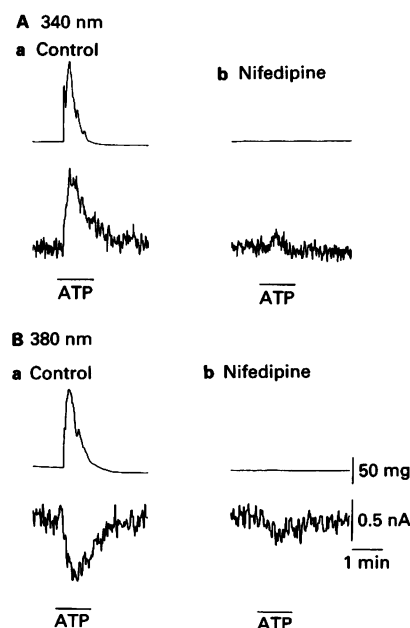 A 340 nm
a Control
b Nifedipine
ATP
ATP
B 380 nm
a Control
b Nifedipine
50 mg
0.5 nA
1 min
ATP
ATP